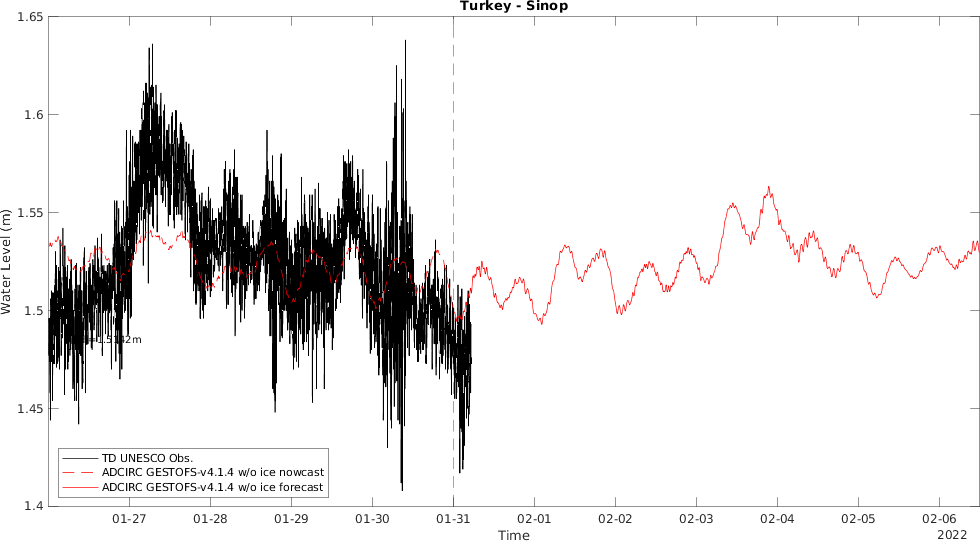 Turkey - Sinop
Water Level (m)
1.65
1.6
1.55
1.5
1.45
1.4
TD UNESCO Obs.
ADCIRC GESTOFS-v4.1.4 w/o ice nowcast
ADCIRC GESTOFS-v4.1.4 w/o ice forecast
01-27 01-28 01-29 01-30 01-31 02-01 02-02 02-03 02-04 02-05 02-06
Time
2022